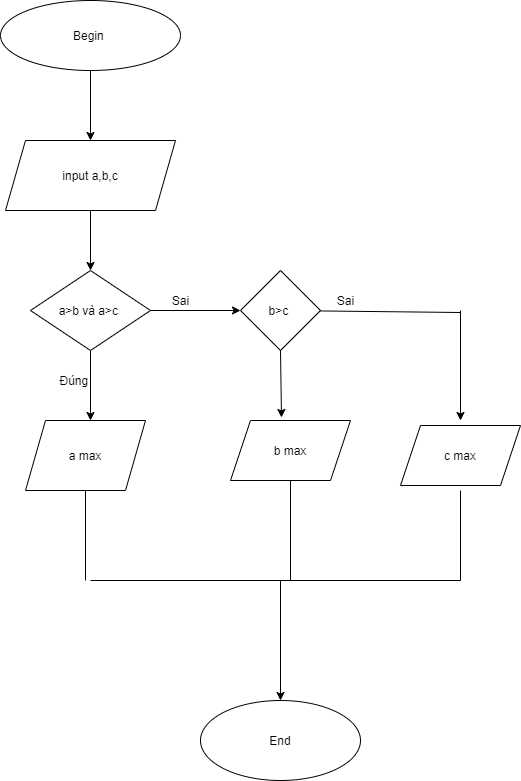 Begin
input a,b,c
a>b và a>c
Sai
b>c
Sai
Đúng
a max
b max
c max
End